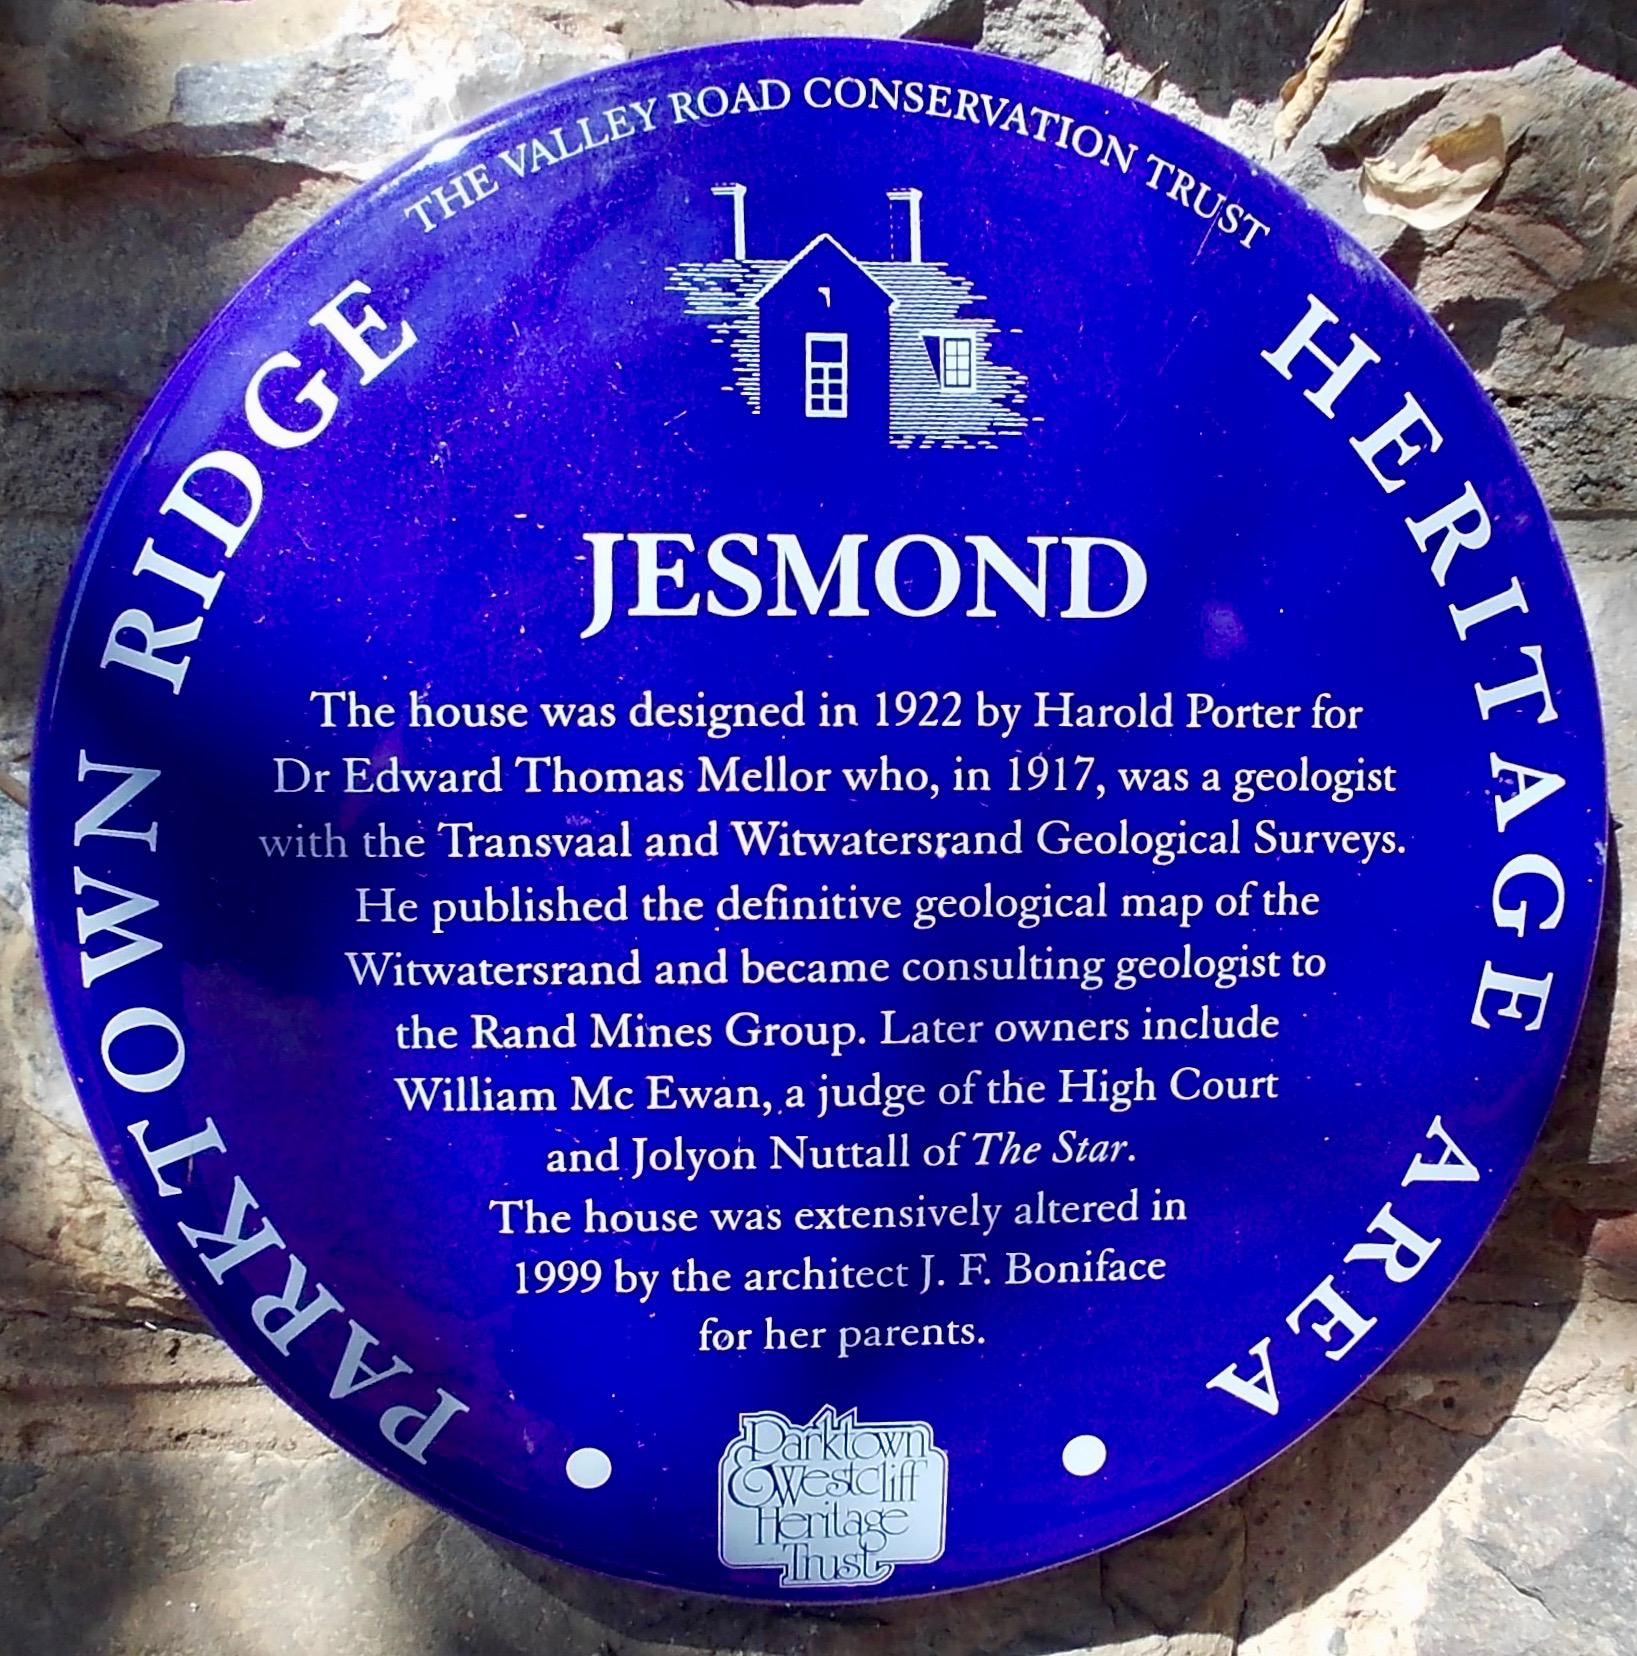 THE VALLEY ROAD CONSERVATION TRUST
PARKTOWN RIDGE
HERITAGE AREA
JESMOND
The house was designed in 1922 by Harold Porter for
Dr Edward Thomas Mellor who, in 1917, was a geologist
with the Transvaal and Witwatersrand Geological Surveys.
He published the definitive geological map of the
Witwatersrand and became consulting geologist to
the Rand Mines Group. Later owners include
William Mc Ewan, a judge of the High Court
and Jolyon Nuttall of The Star.
The house was extensively altered in
1999 by the architect J. F. Boniface
for her parents.
Parktown
& Westcliff
Heritage
Trust